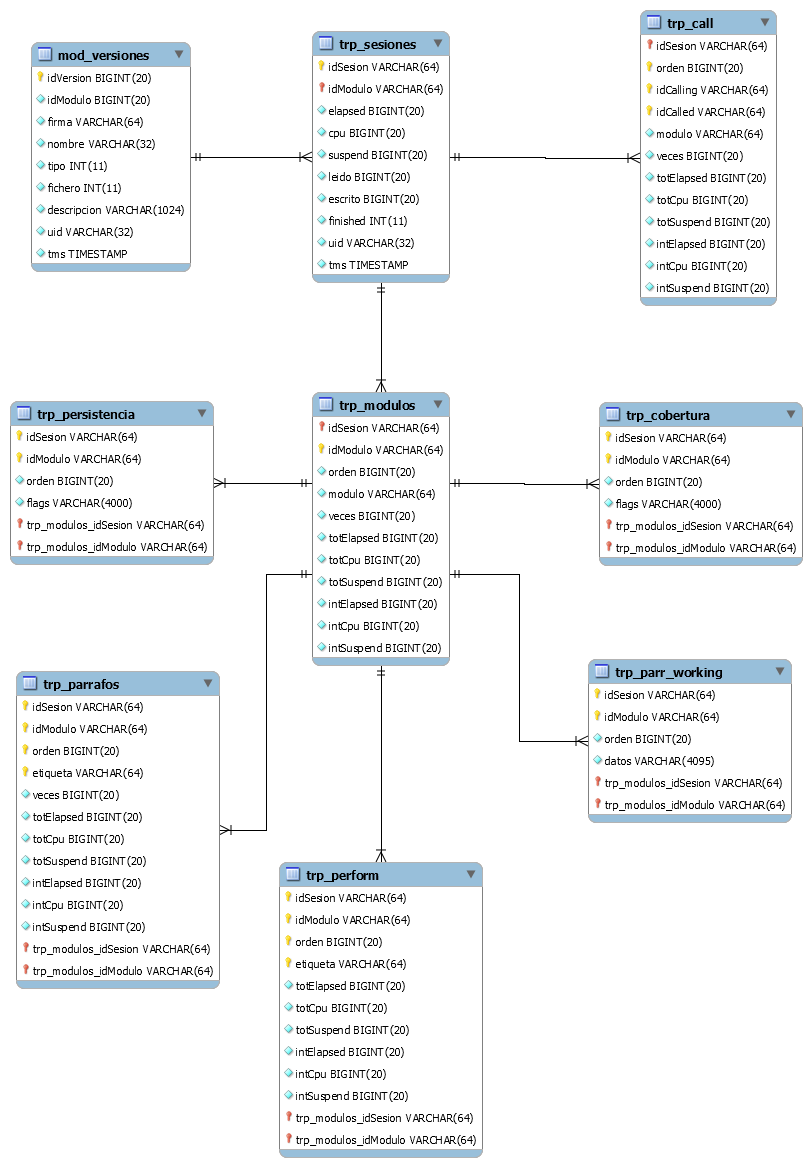 mod_versiones
idVersion BIGINT(20)
idModulo BIGINT(20)
firma VARCHAR(64)
nombre VARCHAR(32)
tipo INT(11)
fichero INT(11)
descripcion VARCHAR(1024)
uid VARCHAR(32)
tms TIMESTAMP
trp_sesiones
idSesion VARCHAR(64)
idModulo VARCHAR(64)
elapsed BIGINT(20)
cpu BIGINT(20)
suspend BIGINT(20)
leido BIGINT(20)
escrito BIGINT(20)
finished INT(11)
uid VARCHAR(32)
tms TIMESTAMP
trp_call
idSesion VARCHAR(64)
orden BIGINT(20)
idCalling VARCHAR(64)
idCalled VARCHAR(64)
modulo VARCHAR(64)
veces BIGINT(20)
totElapsed BIGINT(20)
totCpu BIGINT(20)
totSuspend BIGINT(20)
intElapsed BIGINT(20)
intCpu BIGINT(20)
intSuspend BIGINT(20)
trp_persistencia
idSesion VARCHAR(64)
idModulo VARCHAR(64)
orden BIGINT(20)
flags VARCHAR(4000)
trp_modulos_idSesion VARCHAR(64)
trp_modulos_idModulo VARCHAR(64)
trp_modulos
idSesion VARCHAR(64)
idModulo VARCHAR(64)
orden BIGINT(20)
modulo VARCHAR(64)
veces BIGINT(20)
totElapsed BIGINT(20)
totCpu BIGINT(20)
totSuspend BIGINT(20)
intElapsed BIGINT(20)
intCpu BIGINT(20)
intSuspend BIGINT(20)
trp_cobertura
idSesion VARCHAR(64)
idModulo VARCHAR(64)
orden BIGINT(20)
flags VARCHAR(4000)
trp_modulos_idSesion VARCHAR(64)
trp_modulos_idModulo VARCHAR(64)
trp_parrafos
idSesion VARCHAR(64)
idModulo VARCHAR(64)
orden BIGINT(20)
etiqueta VARCHAR(64)
veces BIGINT(20)
totElapsed BIGINT(20)
totCpu BIGINT(20)
totSuspend BIGINT(20)
intElapsed BIGINT(20)
intCpu BIGINT(20)
intSuspend BIGINT(20)
trp_modulos_idSesion VARCHAR(64)
trp_modulos_idModulo VARCHAR(64)
trp_parr_working
idSesion VARCHAR(64)
idModulo VARCHAR(64)
orden BIGINT(20)
datos VARCHAR(4095)
trp_modulos_idSesion VARCHAR(64)
trp_modulos_idModulo VARCHAR(64)
trp_perform
idSesion VARCHAR(64)
idModulo VARCHAR(64)
orden BIGINT(20)
etiqueta VARCHAR(64)
totElapsed BIGINT(20)
totCpu BIGINT(20)
totSuspend BIGINT(20)
intElapsed BIGINT(20)
intCpu BIGINT(20)
intSuspend BIGINT(20)
trp_modulos_idSesion VARCHAR(64)
trp_modulos_idModulo VARCHAR(64)